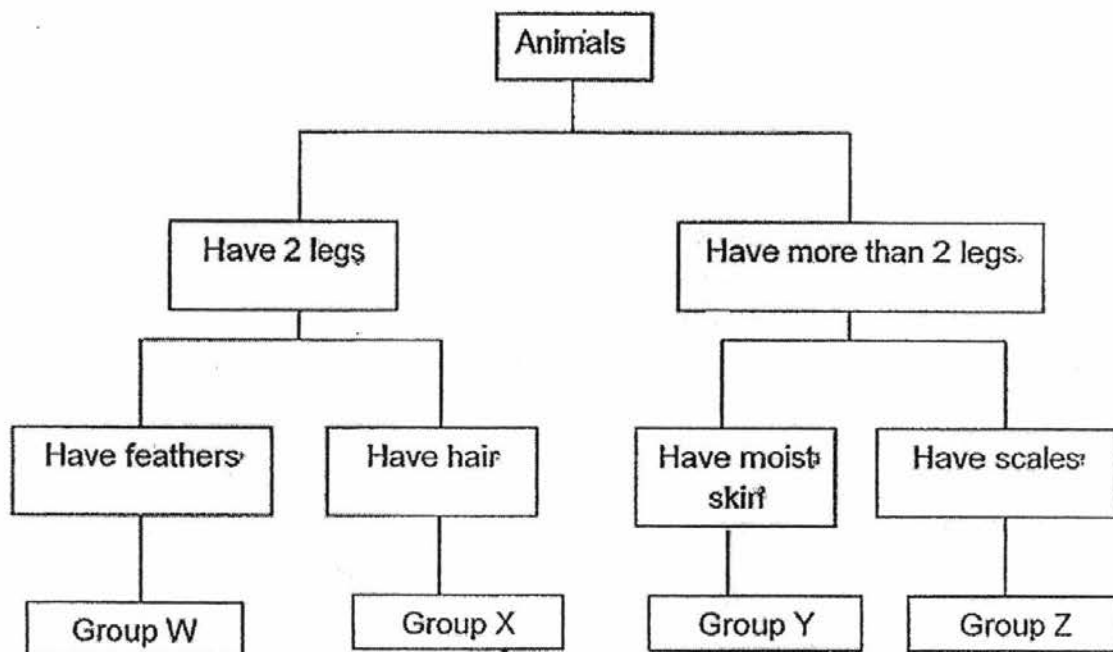 Animals
Have 2 legs
Have more than 2 legs.
Have feathers
Have hair
Have moist
skin
Have scales
Group W
Group X
Group Y
Group Z